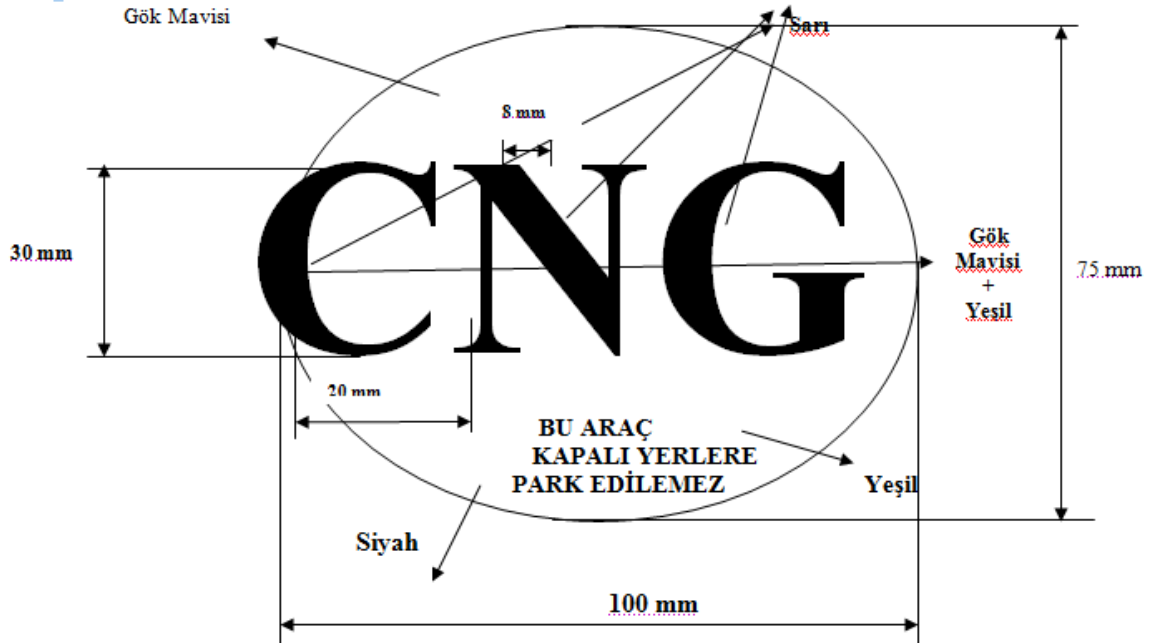 Gök Mavisi
Sarı
8 mm
CNG
30 mm
Gök
Mavisi
+
Yeşil
75 mm
20 mm
BU ARAÇ
KAPALI YERLERE
PARK EDİLEMEZ
Yeşil
Siyah
100 mm